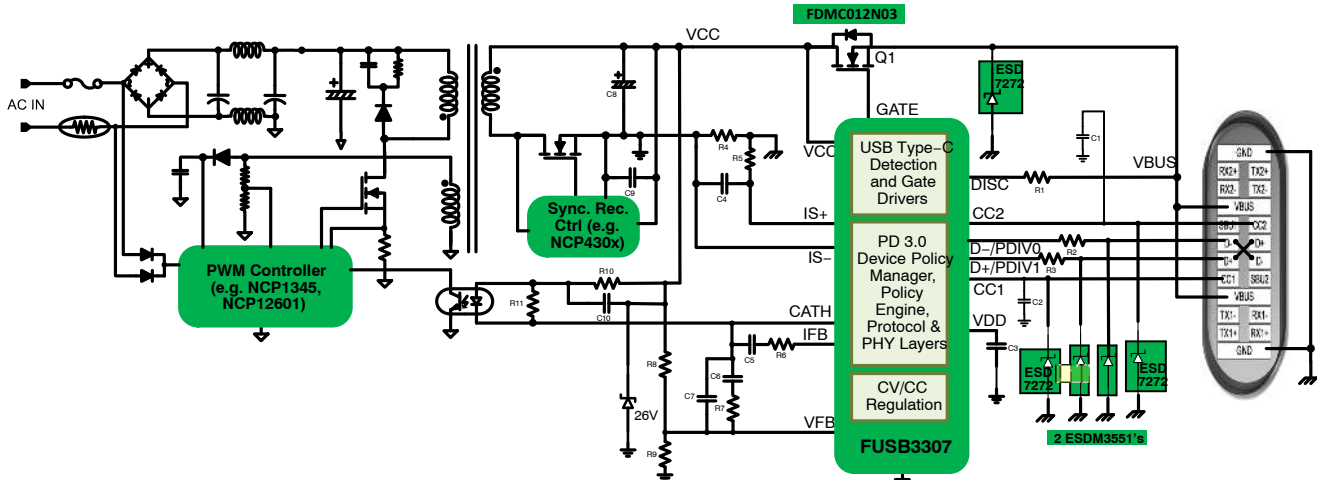 FDMC012N03
VCC
Q1
ESD
7272
AC IN
C8
GATE
C1
R4
R5
VCC
USB Type-C
Detection
and Gate
Drivers
VBUS
DISC
R1
C9
C4
Sync. Rec.
Ctrl (e.g.
NCP430x)
IS+
CC2
PD 3.0
Device Policy
Manager,
Policy
Engine,
Protocol &
PHY Layers
IS-
D-/PDIV0
R2
D+/PDIV1
R3
CC1
C2
PWM Controller
(e.g. NCP1345,
NCP12601)
R10
R11
C10
CATH
VDD
IFB
C5
R6
C3
R8
C6
C7
R7
26V
ESD
7272
ESD
7272
CV/CC
Regulation
VFB
R9
FUSB3307
2 ESDM3551's
GND
RX2+ TX2+
RX2- TX2-
VBUS
SBU1 CC2
D- D+
D+ D-
CC1 SBU2
VBUS
TX1- RX1-
TX1+ RX1+
GND